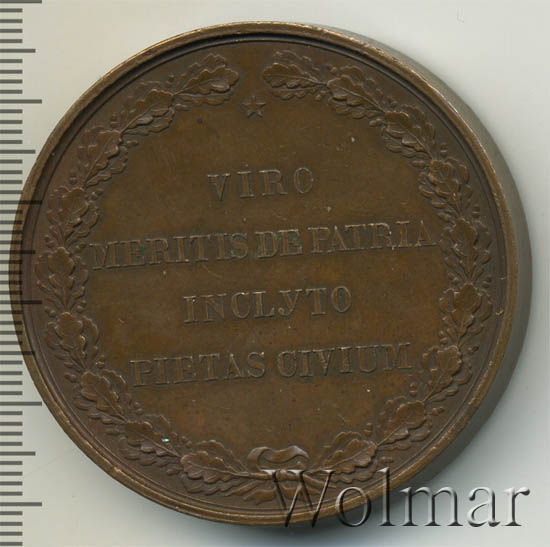 VIRO
MERITIS DE PATRIA
INCLYTO
PIETAS CIVIUM
Wolmar